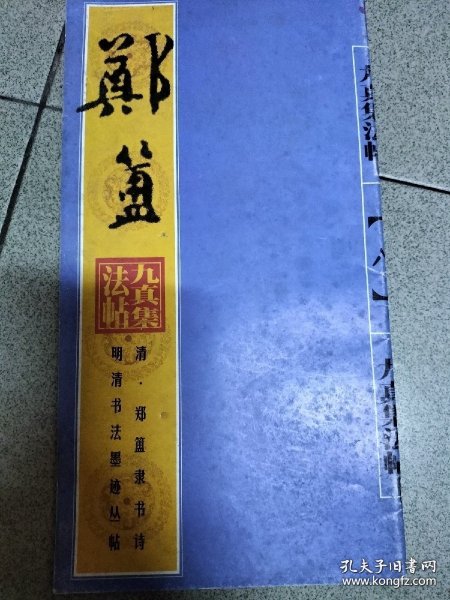 鄭簠
九真集
法帖
清·郑簠隶书诗
明清书法墨迹丛帖
九真集法帖
【八】
九真集法帖
孔夫子旧书网
www.kongfz.com